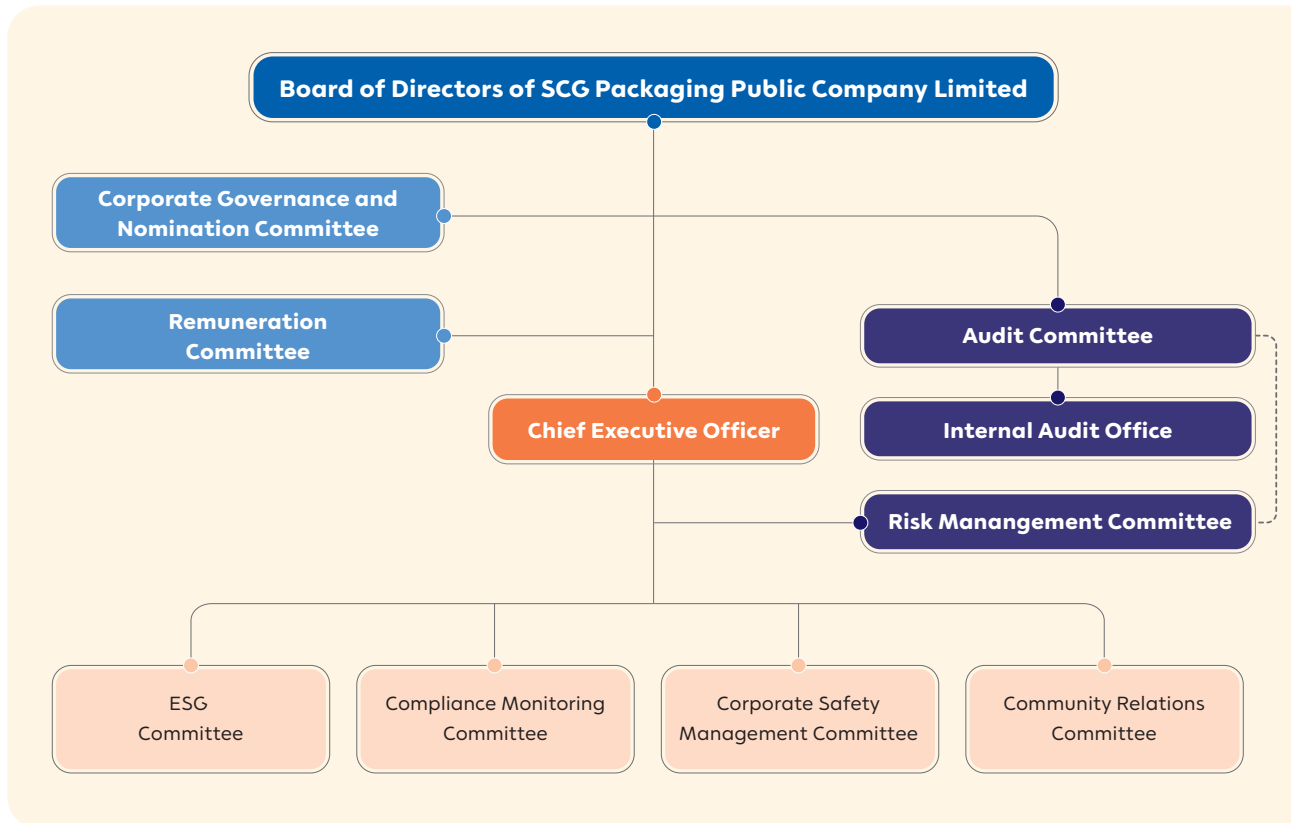 Board of Directors of SCG Packaging Public Company Limited
Corporate Governance and
Nomination Committee
Remuneration
Committee
Audit Committee
Chief Executive Officer
Internal Audit Office
Risk Manangement Committee
ESG
Committee
Compliance Monitoring
Committee
Corporate Safety
Management Committee
Community Relations
Committee